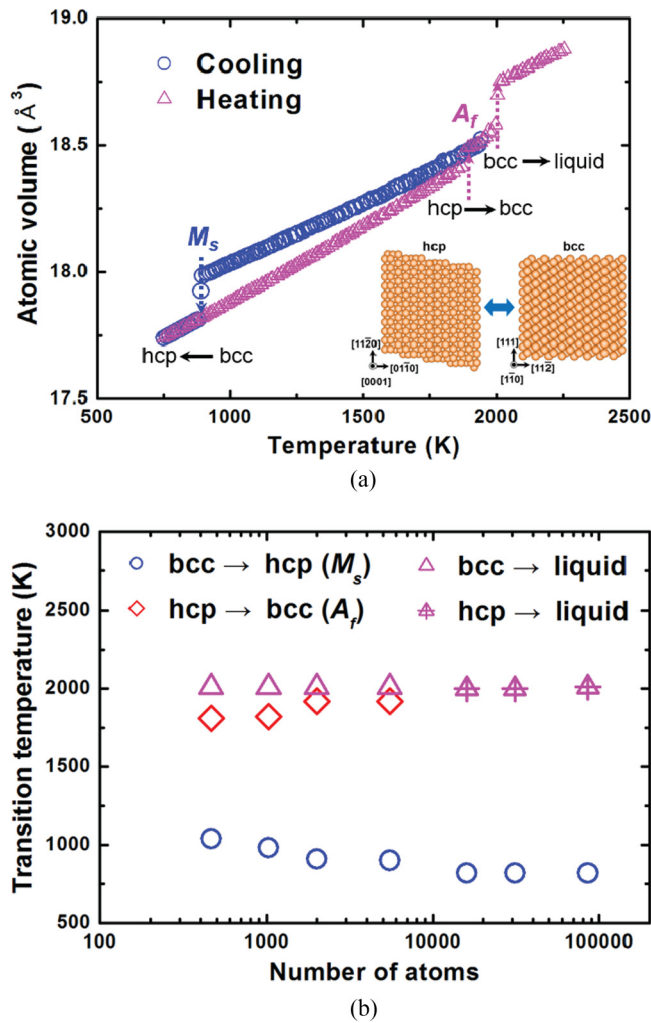 19.0
18.5
18.0
17.5
Atomic volume (Å³)
Cooling
Heating
A_f
bcc → liquid
hcp → bcc
M_s
hcp ← bcc
hcp
bcc
[112̄0]
[011̄0]
[0001]
[111]
[112̄]
[11̄0]
500 1000 1500 2000 2500
Temperature (K)
(a)
3000
2500
2000
1500
1000
500
Transition temperature (K)
bcc → hcp (M_s)
bcc → liquid
hcp → bcc (A_f)
hcp → liquid
100 1000 10000 100000
Number of atoms
(b)